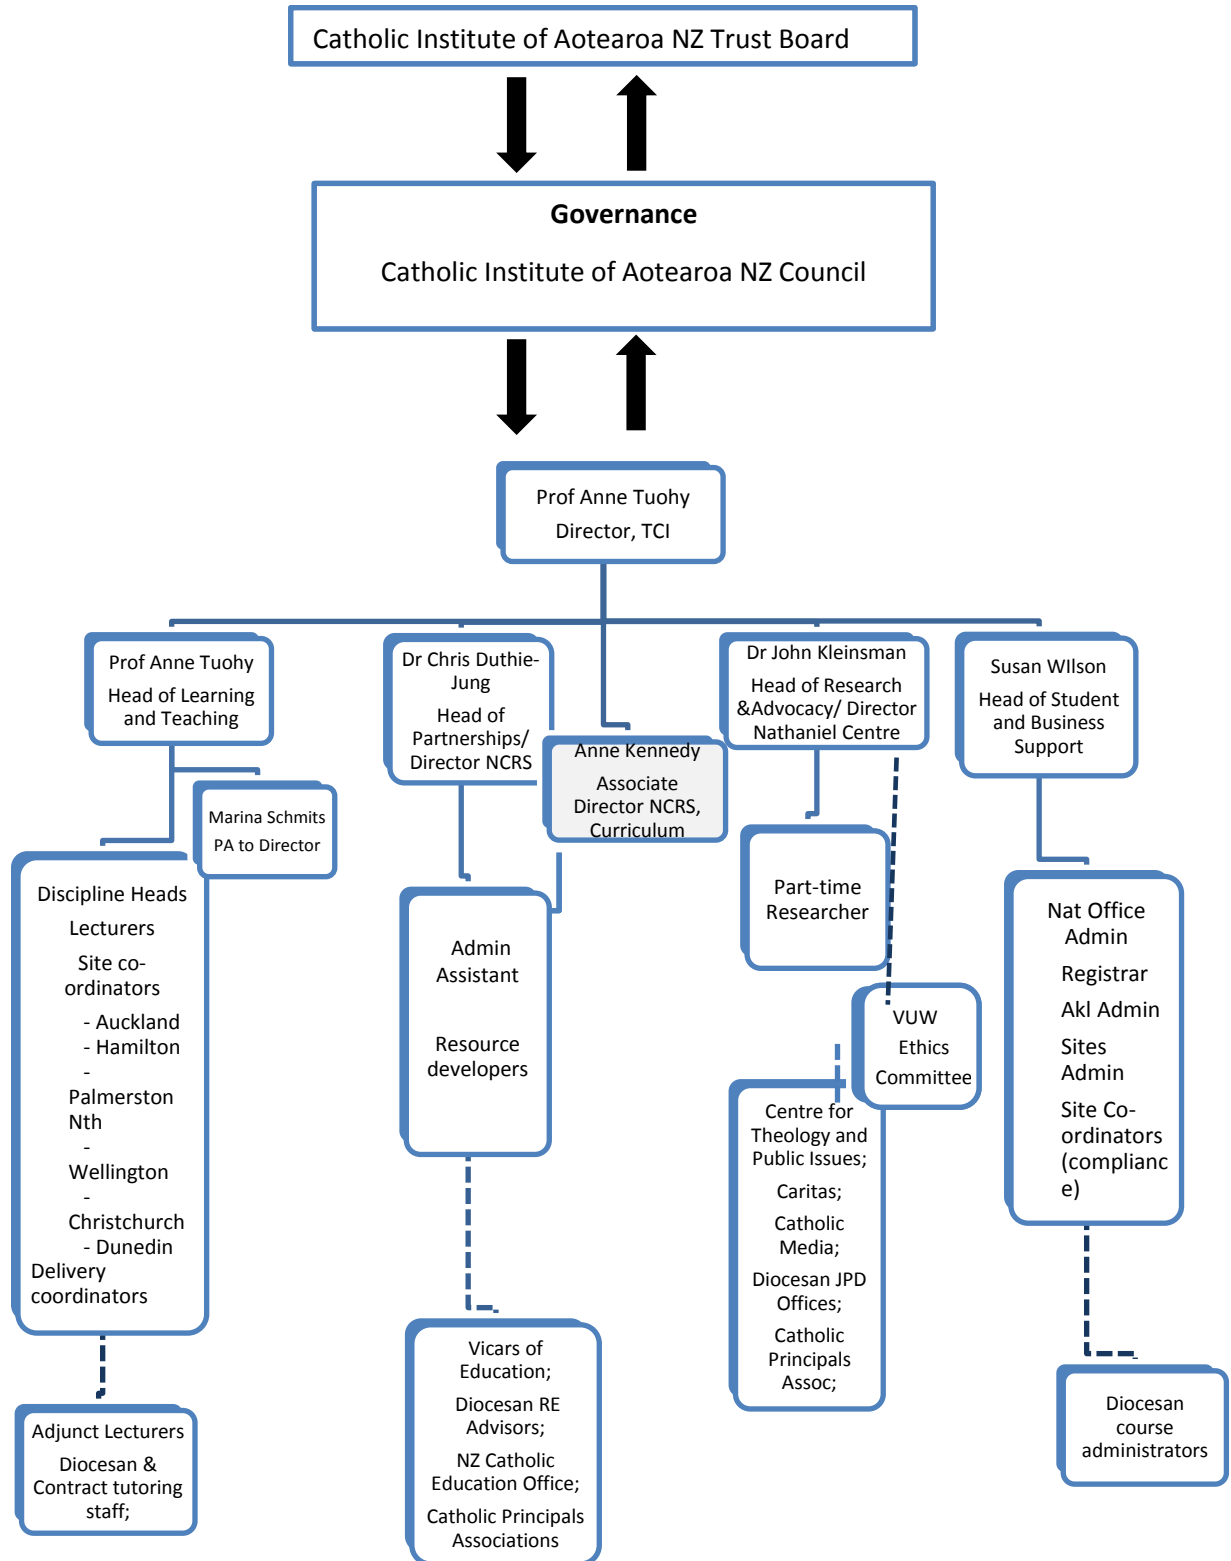 Catholic Institute of Aotearoa NZ Trust Board
Governance
Catholic Institute of Aotearoa NZ Council
Prof Anne Tuohy
Director, TCI
Prof Anne Tuohy
Head of Learning
and Teaching
Dr Chris Duthie-
Jung
Head of
Partnerships/
Director NCRS
Anne Kennedy
Associate
Director NCRS,
Curriculum
Dr John Kleinsman
Head of Research
&Advocacy/ Director
Nathaniel Centre
Susan WIlson
Head of Student
and Business
Support
Marina Schmits
PA to Director
Discipline Heads
Lecturers
Site co-
ordinators
- Auckland
- Hamilton
-
Palmerston
Nth
-
Wellington
-
Christchurch
- Dunedin
Delivery
coordinators
Admin
Assistant
Resource
developers
Part-time
Researcher
VUW
Ethics
Committee
Nat Office
Admin
Registrar
Akl Admin
Sites
Admin
Site Co-
ordinators
(complianc
e)
Centre for
Theology and
Public Issues;
Caritas;
Catholic
Media;
Diocesan JPD
Offices;
Catholic
Principals
Assoc;
Adjunct Lecturers
Diocesan &
Contract tutoring
staff;
Vicars of
Education;
Diocesan RE
Advisors;
NZ Catholic
Education Office;
Catholic Principals
Associations
Diocesan
course
administrators